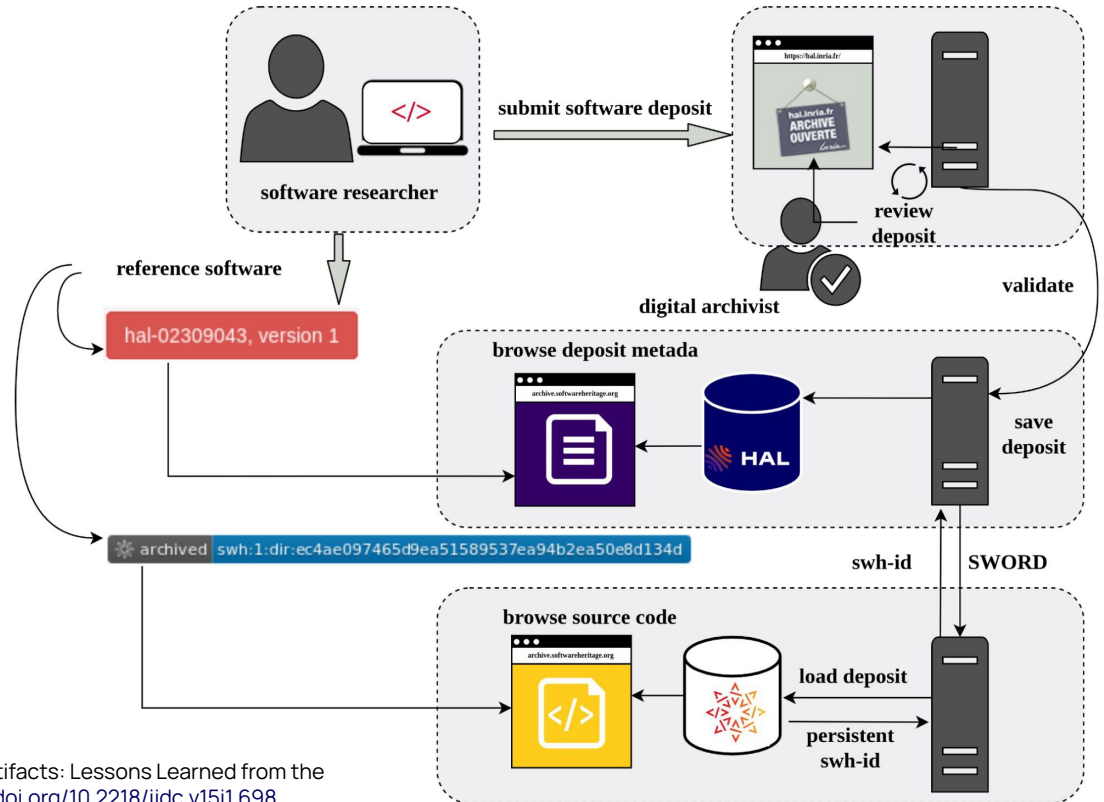 https://hal.inria.fr/
hal.inria.fr
ARCHIVE
OUVERTE
Inria
submit software deposit
</>
software researcher
review
deposit
reference software
digital archivist
validate
hal-02309043, version 1
browse deposit metada
archive.softwareheritage.org
HAL
save
deposit
archived swh:1:dir:ec4ae097465d9ea51589537ea94b2ea50e8d134d
swh-id
SWORD
browse source code
archive.softwareheritage.org
</>
load deposit
persistent
swh-id
tifacts: Lessons Learned from the
doi.org/10.2218/ijdc.v15i1.698